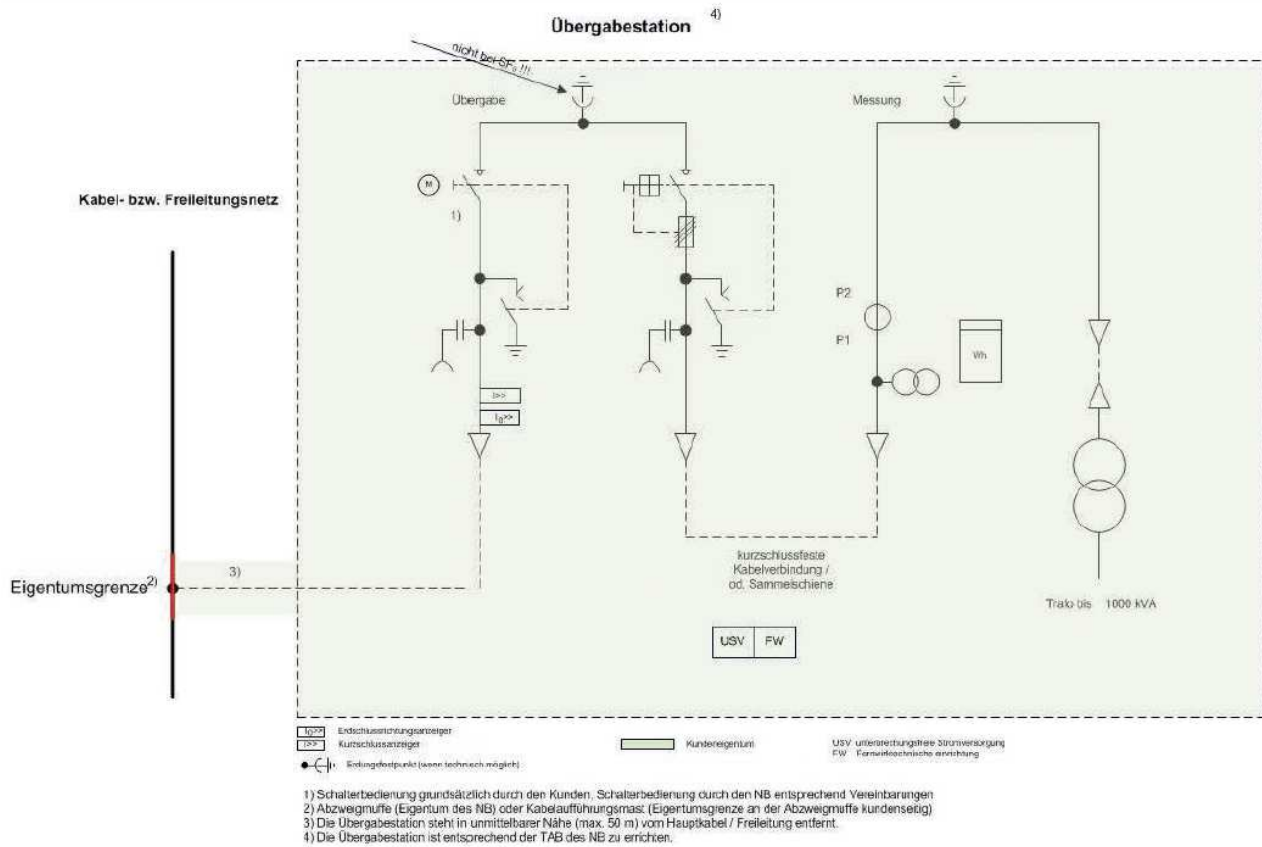 Übergabestation 4)
nicht bei SF6 !!!
Übergabe
Messung
M
Kabel- bzw. Freileitungsnetz
1)
P2
P1
Wh
I>>
I0>>
kurzschlussfeste
Kabelverbindung /
od. Sammelschiene
3)
Eigentumsgrenze2)
Trafo bis 1000 kVA
USV FW
I0>> Erdschlussrichtungsanzeiger
I>> Kurzschlussanzeiger
Kundeneigentum
USV unterbrechungsfreie Stromversorgung
FW Fernwirktechnische einrichtung
Erdungsfestpunkt (wenn technisch möglich)
1) Schalterbedienung grundsätzlich durch den Kunden, Schalterbedienung durch den NB entsprechend Vereinbarungen
2) Abzweigmuffe (Eigentum des NB) oder Kabelaufführungsmast (Eigentumsgrenze an der Abzweigmuffe kundenseitig)
3) Die Übergabestation steht in unmittelbarer Nähe (max. 50 m) vom Hauptkabel / Freileitung entfernt.
4) Die Übergabestation ist entsprechend der TAB des NB zu errichten.